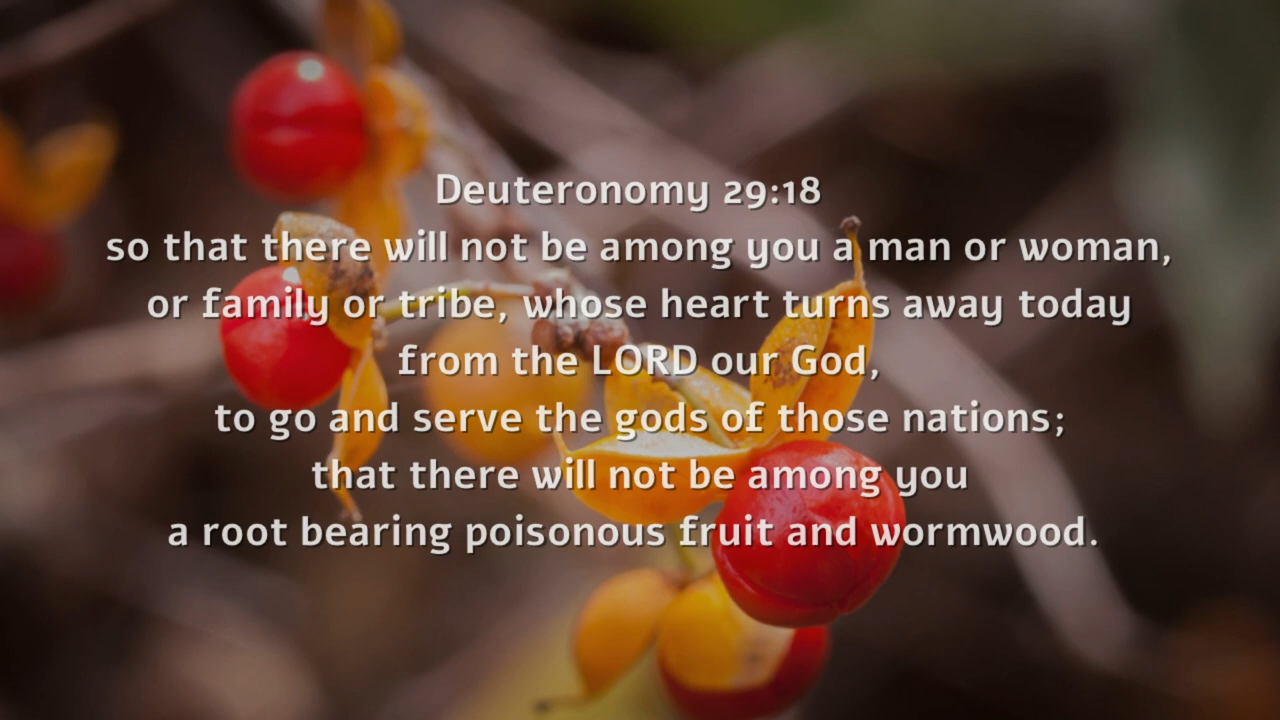 Deuteronomy 29:18
so that there will not be among you a man or woman,
or family or tribe, whose heart turns away today
from the LORD our God,
to go and serve the gods of those nations;
that there will not be among you
a root bearing poisonous fruit and wormwood.